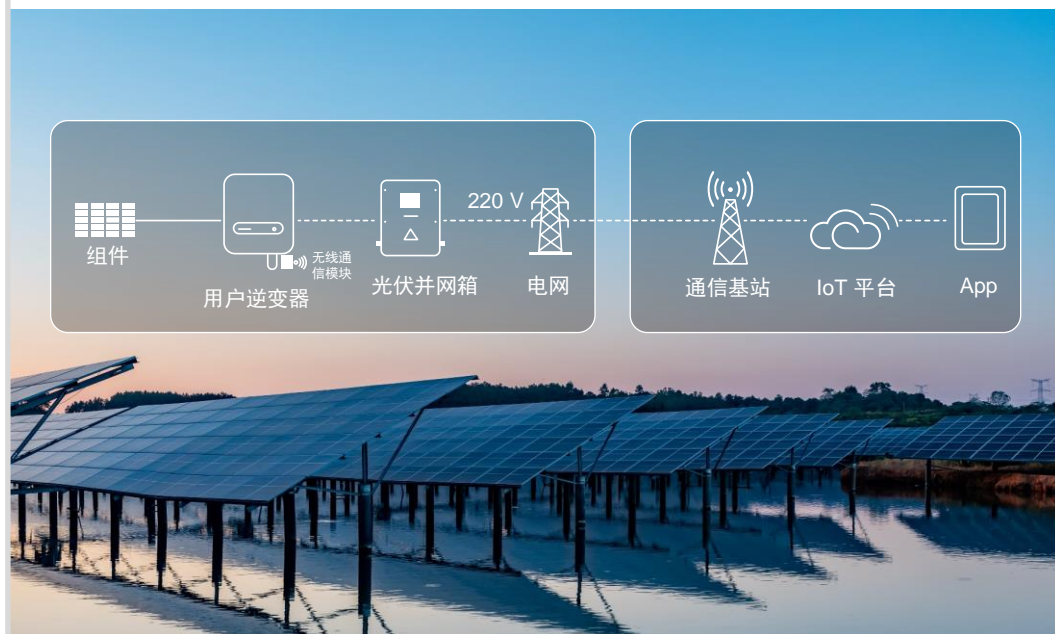 组件
用户逆变器
无线通
信模块
光伏并网箱
220 V
电网
通信基站
IoT 平台
App